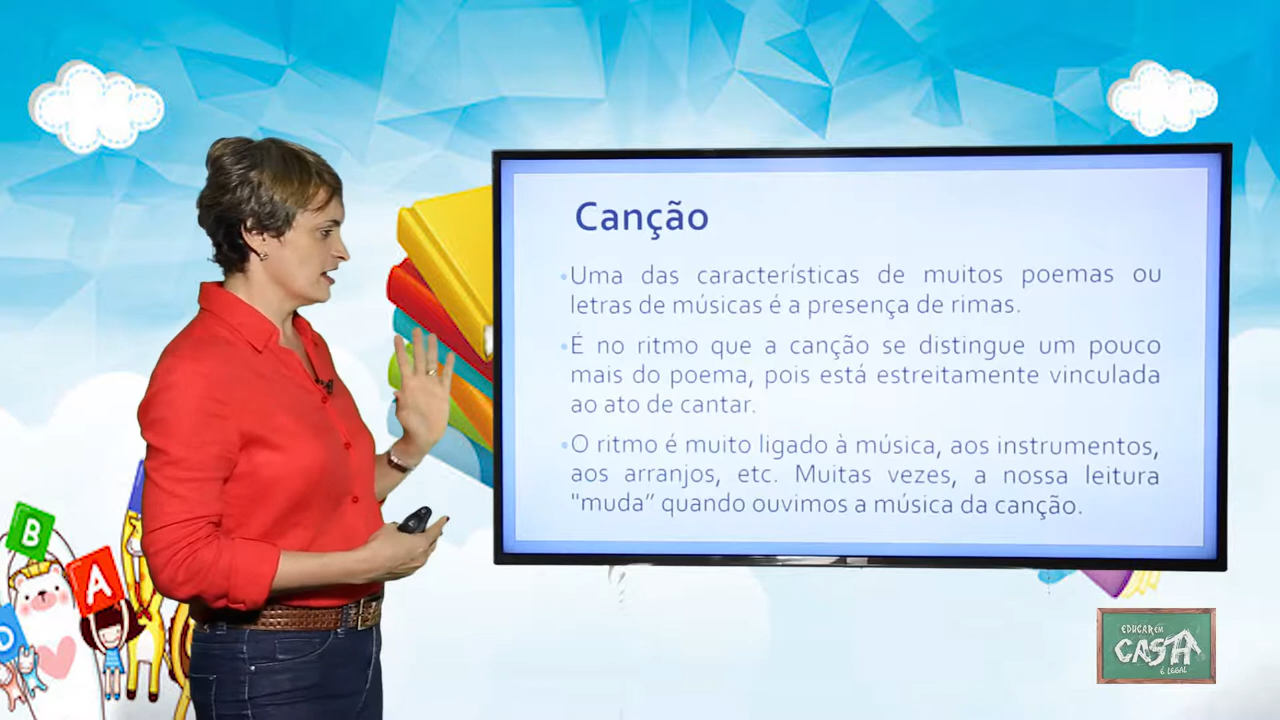 Canção
•Uma das características de muitos poemas ou
letras de músicas é a presença de rimas.
•É no ritmo que a canção se distingue um pouco
mais do poema, pois está estreitamente vinculada
ao ato de cantar.
•O ritmo é muito ligado à música, aos instrumentos,
aos arranjos, etc. Muitas vezes, a nossa leitura
"muda” quando ouvimos a música da canção.
B
A
EDUCAR EM
CASA
É LEGAL